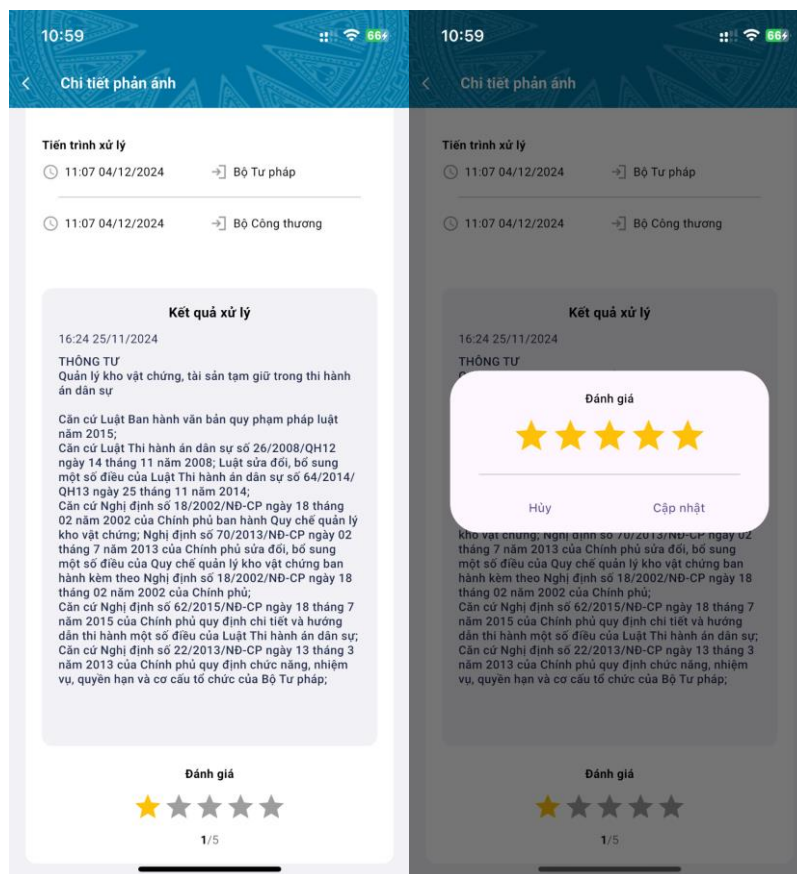 10:59
66
Chi tiết phản ánh
Tiến trình xử lý
11:07 04/12/2024
Bộ Tư pháp
11:07 04/12/2024
Bộ Công thương
Kết quả xử lý
16:24 25/11/2024
THÔNG TƯ
Quản lý kho vật chứng, tài sản tạm giữ trong thi hành
án dân sự
Căn cứ Luật Ban hành văn bản quy phạm pháp luật
năm 2015;
Căn cứ Luật Thi hành án dân sự số 26/2008/QH12
ngày 14 tháng 11 năm 2008; Luật sửa đổi, bổ sung
một số điều của Luật Thi hành án dân sự số 64/2014/
QH13 ngày 25 tháng 11 năm 2014;
Căn cứ Nghị định số 18/2002/NĐ-CP ngày 18 tháng
02 năm 2002 của Chính phủ ban hành Quy chế quản lý
kho vật chứng; Nghị định số 70/2013/NĐ-CP ngày 02
tháng 7 năm 2013 của Chính phủ sửa đổi, bổ sung
một số điều của Quy chế quản lý kho vật chứng ban
hành kèm theo Nghị định số 18/2002/NĐ-CP ngày 18
tháng 02 năm 2002 của Chính phủ;
Căn cứ Nghị định số 62/2015/NĐ-CP ngày 18 tháng 7
năm 2015 của Chính phủ quy định chi tiết và hướng
dẫn thi hành một số điều của Luật Thi hành án dân sự;
Căn cứ Nghị định số 22/2013/NĐ-CP ngày 13 tháng 3
năm 2013 của Chính phủ quy định chức năng, nhiệm
vụ, quyền hạn và cơ cấu tổ chức của Bộ Tư pháp;
Đánh giá
1/5
10:59
66
Chi tiết phản ánh
Tiến trình xử lý
11:07 04/12/2024
Bộ Tư pháp
11:07 04/12/2024
Bộ Công thương
Kết quả xử lý
16:24 25/11/2024
THÔNG TƯ
Đánh giá
Hủy
Cập nhật
kho vật chứng; Nghị định số 70/2013/NĐ-CP ngày 02
tháng 7 năm 2013 của Chính phủ sửa đổi, bổ sung
một số điều của Quy chế quản lý kho vật chứng ban
hành kèm theo Nghị định số 18/2002/NĐ-CP ngày 18
tháng 02 năm 2002 của Chính phủ;
Căn cứ Nghị định số 62/2015/NĐ-CP ngày 18 tháng 7
năm 2015 của Chính phủ quy định chi tiết và hướng
dẫn thi hành một số điều của Luật Thi hành án dân sự;
Căn cứ Nghị định số 22/2013/NĐ-CP ngày 13 tháng 3
năm 2013 của Chính phủ quy định chức năng, nhiệm
vụ, quyền hạn và cơ cấu tổ chức của Bộ Tư pháp;
Đánh giá
1/5